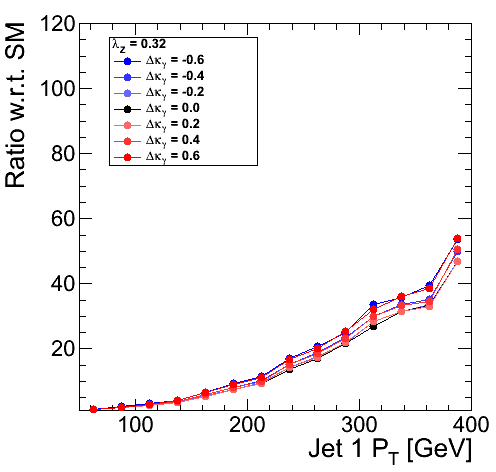 Ratio w.r.t. SM
120
100
80
60
40
20
λZ = 0.32
Δκγ = -0.6
Δκγ = -0.4
Δκγ = -0.2
Δκγ = 0.0
Δκγ = 0.2
Δκγ = 0.4
Δκγ = 0.6
100 200 300 400
Jet 1 PT [GeV]